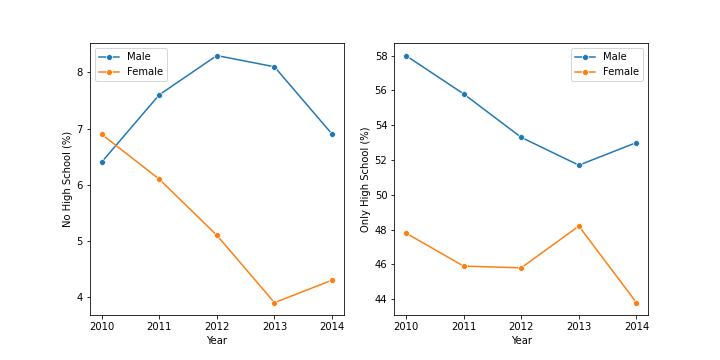 Male
Female
8
7
6
5
4
No High School (%)
2010 2011 2012 2013 2014
Year
Male
Female
58
56
54
52
50
48
46
44
Only High School (%)
2010 2011 2012 2013 2014
Year